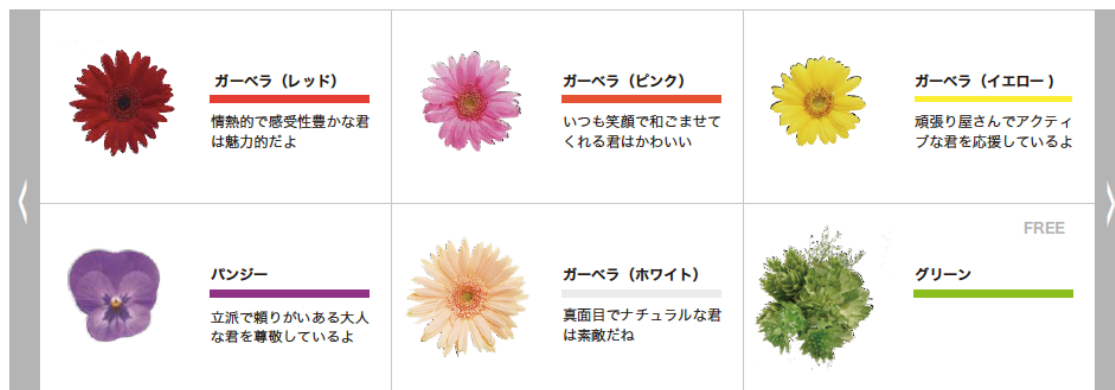 ガーベラ（レッド）
情熱的で感受性豊かな君
は魅力的だよ
ガーベラ（ピンク）
いつも笑顔で和ごませて
くれる君はかわいい
ガーベラ（イエロー）
頑張り屋さんでアクティ
ブな君を応援しているよ
パンジー
立派で頼りがいある大人
な君を尊敬しているよ
ガーベラ（ホワイト）
真面目でナチュラルな君
は素敵だね
FREE
グリーン